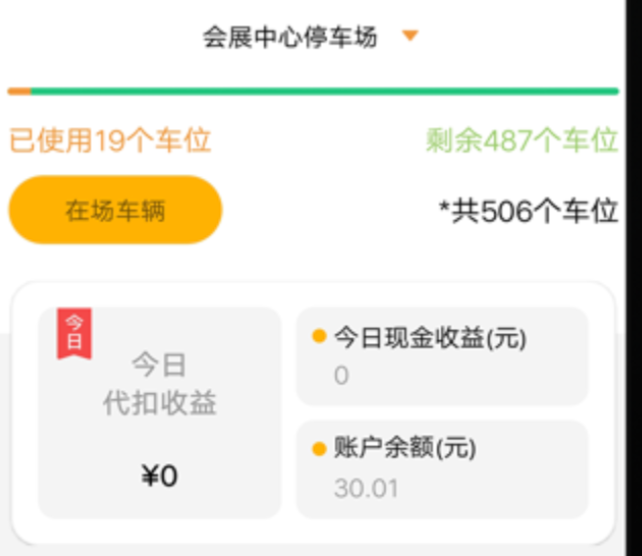 会展中心停车场
已使用19个车位
剩余487个车位
在场车辆
*共506个车位
今日
今日
代扣收益
¥0
今日现金收益(元)
0
账户余额(元)
30.01